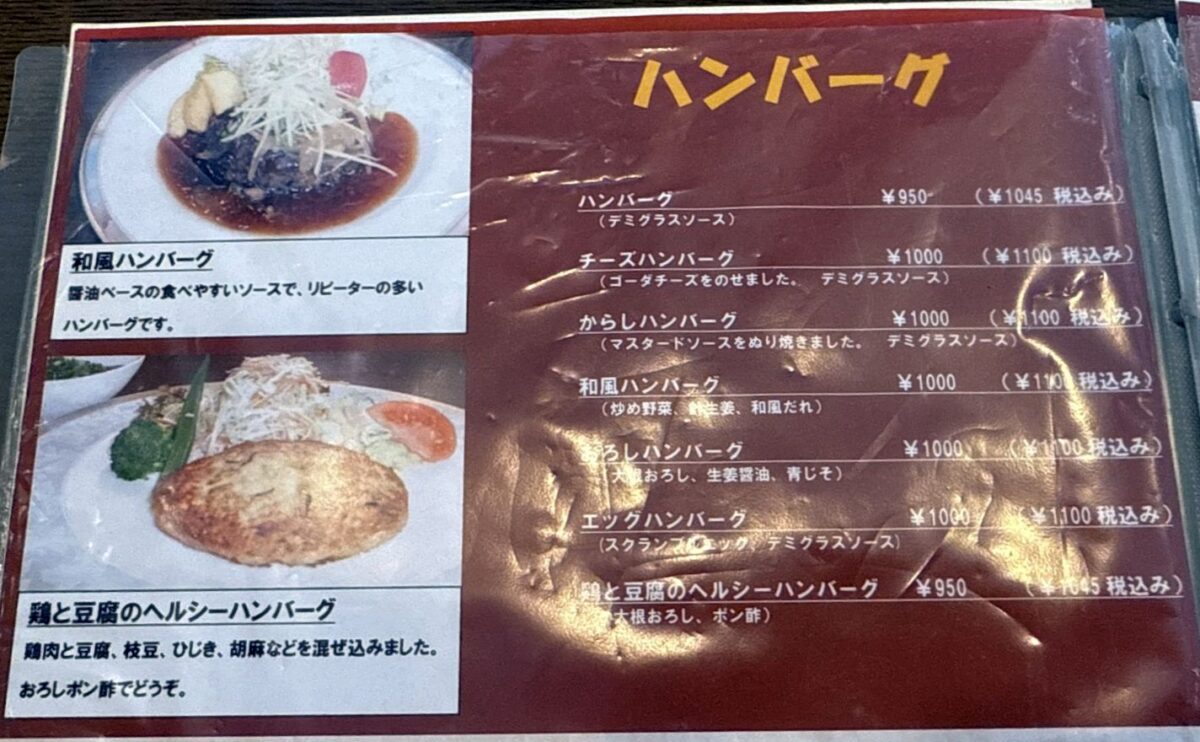 ハンバーグ
和風ハンバーグ
醤油ベースの食べやすいソースで、リピーターの多い
ハンバーグです。
鶏と豆腐のヘルシーハンバーグ
鶏肉と豆腐、枝豆、ひじき、胡麻などを混ぜ込みました。
おろしポン酢でどうぞ。
ハンバーグ ¥950 (¥1045 税込み)
(デミグラスソース)
チーズハンバーグ ¥1000 (¥1100 税込み)
(ゴーダチーズをのせました。 デミグラスソース)
からしハンバーグ ¥1000 (¥1100 税込み)
(マスタードソースをぬり焼きました。 デミグラスソース)
和風ハンバーグ ¥1000 (¥1100 税込み)
(炒め野菜、針生姜、和風だれ)
おろしハンバーグ ¥1000 (¥1100 税込み)
(大根おろし、生姜醤油、青じそ)
エッグハンバーグ ¥1000 (¥1100 税込み)
(スクランブルエッグ、デミグラスソース)
鶏と豆腐のヘルシーハンバーグ ¥950 (¥1045 税込み)
(大根おろし、ポン酢)